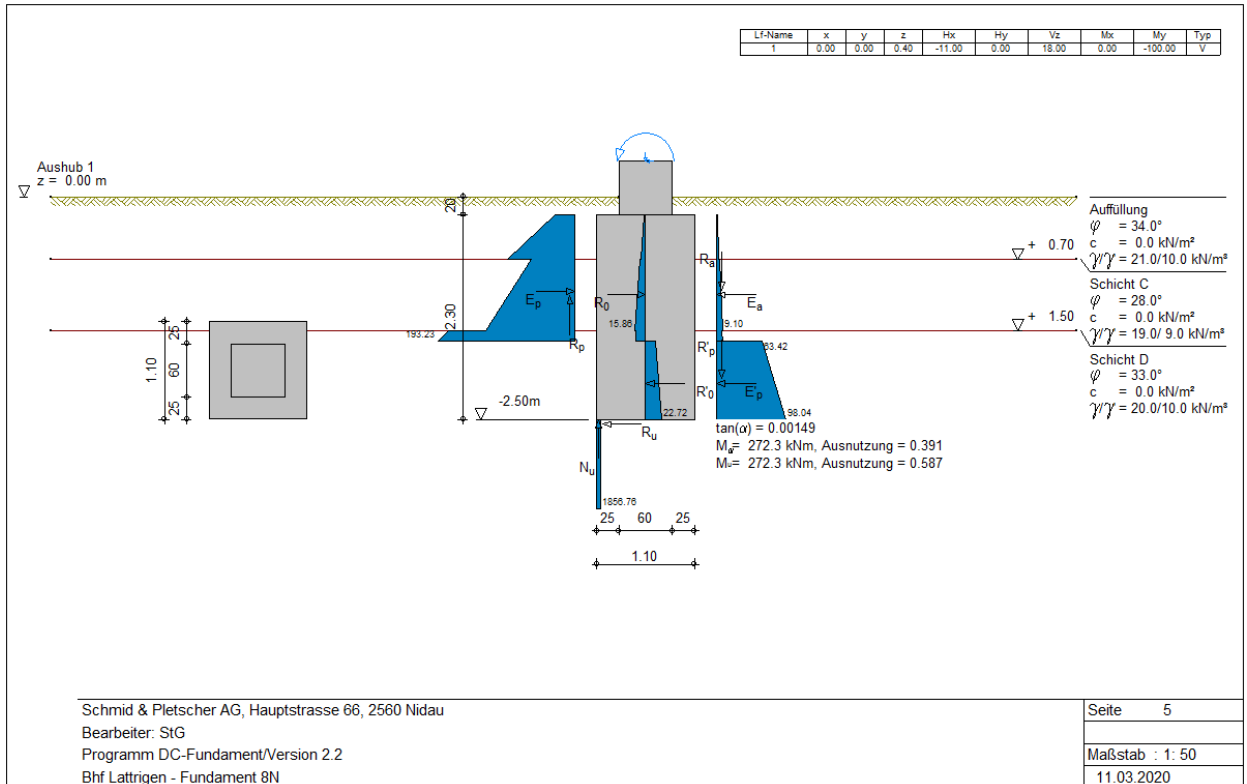 Lf-Name x y z Hx Hy Vz Mx My Typ
1 0.00 0.00 0.40 -11.00 0.00 18.00 0.00 -100.00 V
Aushub 1
z = 0.00 m
20
2.30
-2.50m
1.10
25
60
25
193.23
Ep
Rp
R0
15.86
22.72
Ra
Ea
9.10
R'p
63.42
R'0
E'p
98.04
Ru
Nu
1856.76
tan(α) = 0.00149
M = 272.3 kNm, Ausnutzung = 0.391
M = 272.3 kNm, Ausnutzung = 0.587
25 60 25
1.10
Auffüllung
φ = 34.0°
c = 0.0 kN/m²
γ/γ = 21.0/10.0 kN/m³
+ 0.70
Schicht C
φ = 28.0°
c = 0.0 kN/m²
γ/γ = 19.0/ 9.0 kN/m³
+ 1.50
Schicht D
φ = 33.0°
c = 0.0 kN/m²
γ/γ = 20.0/10.0 kN/m³
Schmid & Pletscher AG, Hauptstrasse 66, 2560 Nidau
Bearbeiter: StG
Programm DC-Fundament/Version 2.2
Bhf Lattrigen - Fundament 8N
Seite 5
Maßstab : 1: 50
11.03.2020